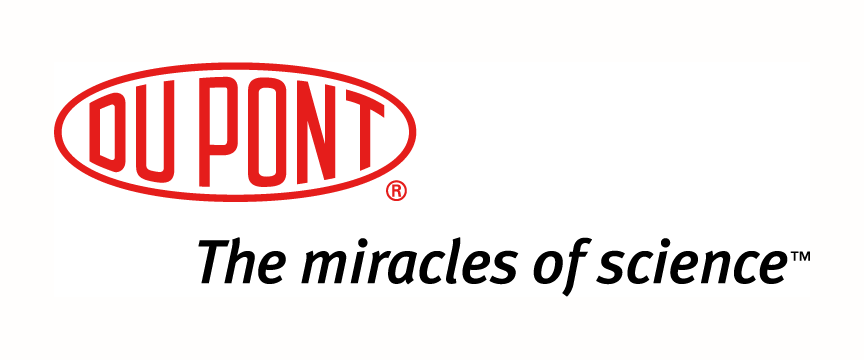 DU PONT®
The miracles of science™